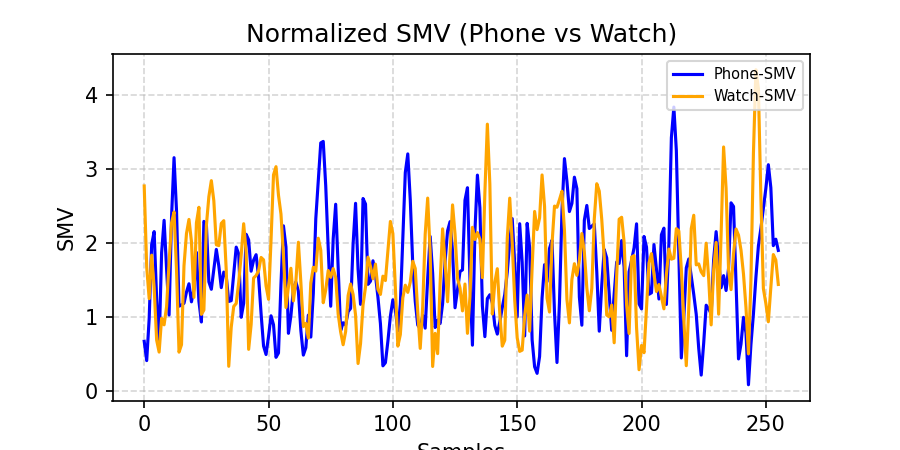 Normalized SMV (Phone vs Watch)
Phone-SMV
Watch-SMV
SMV
4
3
2
1
0
0 50 100 150 200 250
Samples